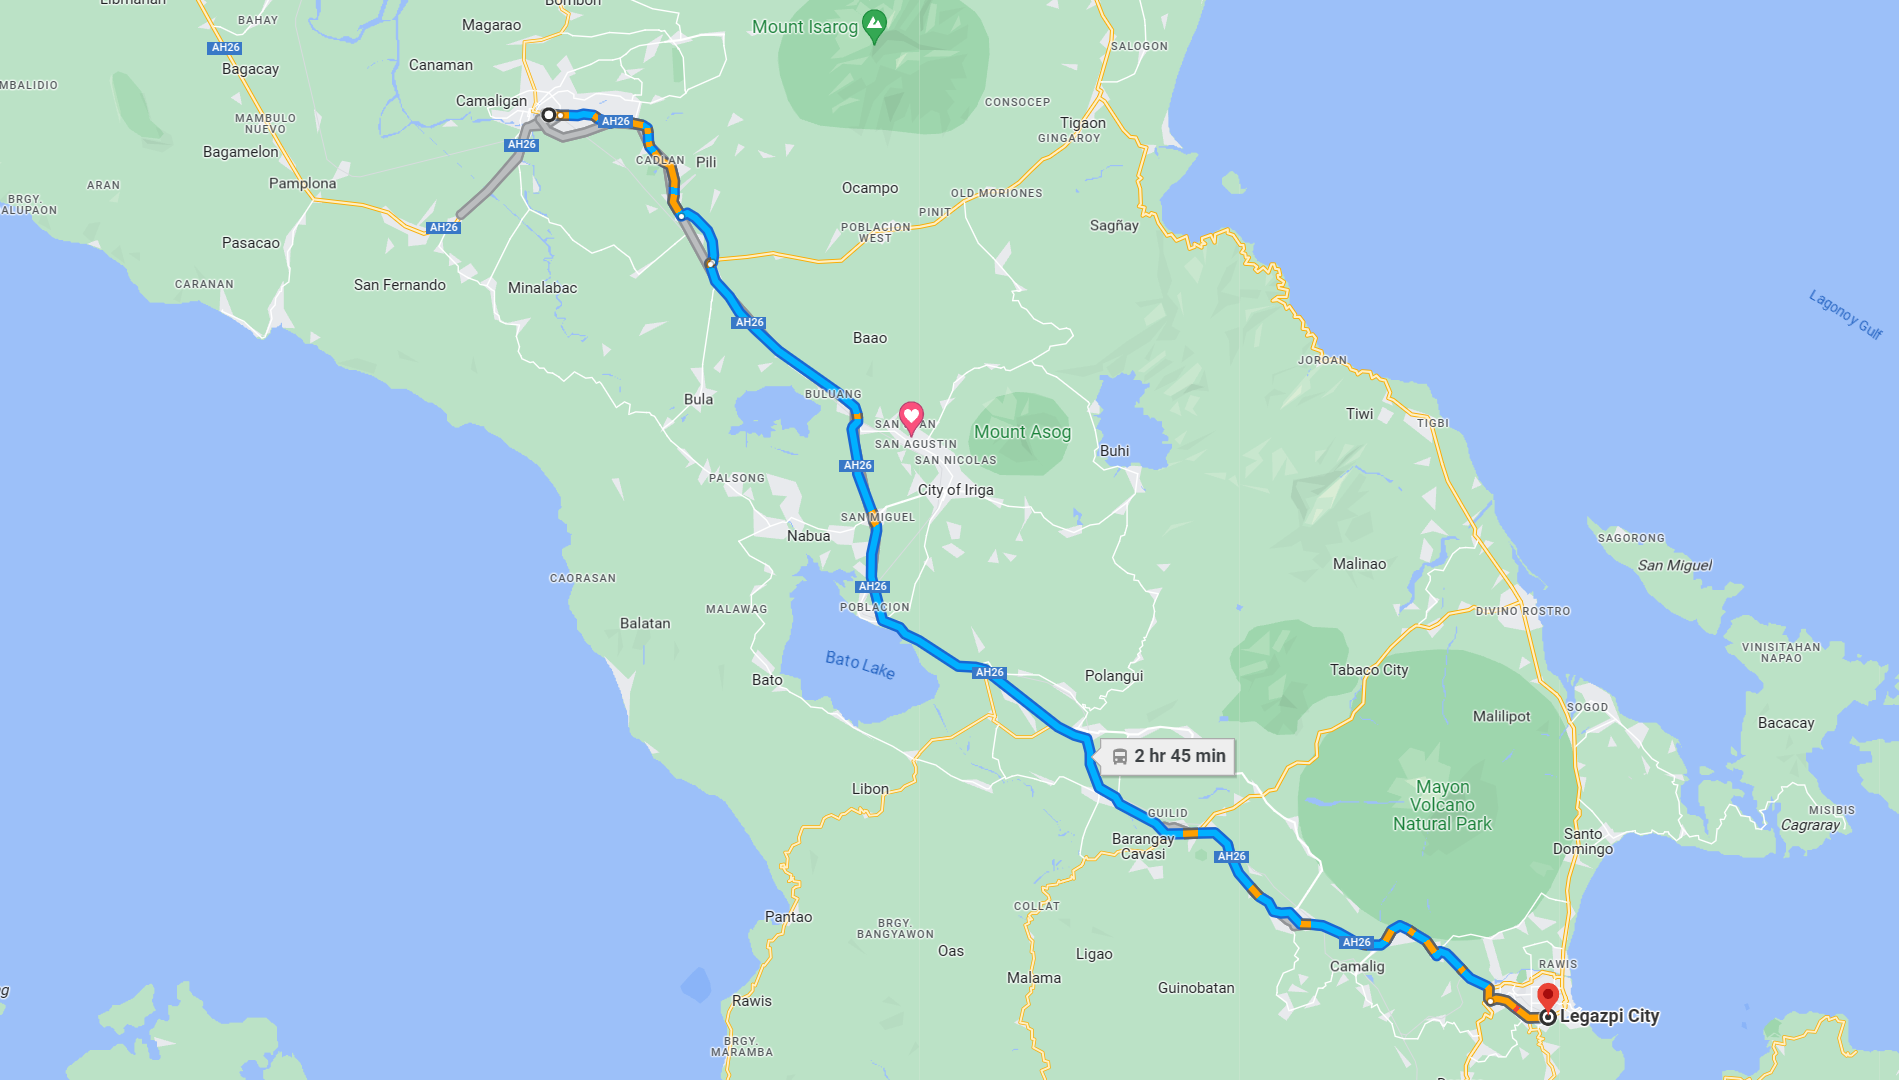 Bombon
Magarao
BAHAY
Mount Isarog
SALOGON
AH26
Bagacay
Canaman
MBALIDIO
Camaligan
CONSOCEP
MAMBULO
NUEVO
AH26
Tigaon
GINGAROY
AH26
Bagamelon
CADLAN
Pili
ARAN
Pamplona
Ocampo
OLD MORIONES
BRGY.
ALUPAON
PINIT
AH26
POBLACION
WEST
Sagñay
Pasacao
CARANAN
San Fernando
Minalabac
Lagonoy Gulf
AH26
Baao
JOROAN
BULUANG
Bula
Tiwi
TIGBI
SAN AGUSTIN
Mount Asog
Buhi
SAN NICOLAS
AH26
PALSONG
City of Iriga
SAN MIGUEL
Nabua
SAGORONG
San Miguel
Malinao
CAORASAN
AH26
MALAWAG
POBLACION
DIVINO ROSTRO
Balatan
VINISITAHAN
NAPAO
Bato Lake
Bato
AH26
Polangui
Tabaco City
SOGOD
Malilipot
Bacacay
2 hr 45 min
Libon
Mayon
Volcano
Natural Park
GUILID
MISIBIS
Cagraray
Barangay
Cavasi
Santo
Domingo
AH26
COLLAT
Pantao
BRGY.
BANGYAWON
Oas
Ligao
AH26
Camalig
RAWIS
Malama
Guinobatan
Rawis
Legazpi City
BRGY.
MARAMBA